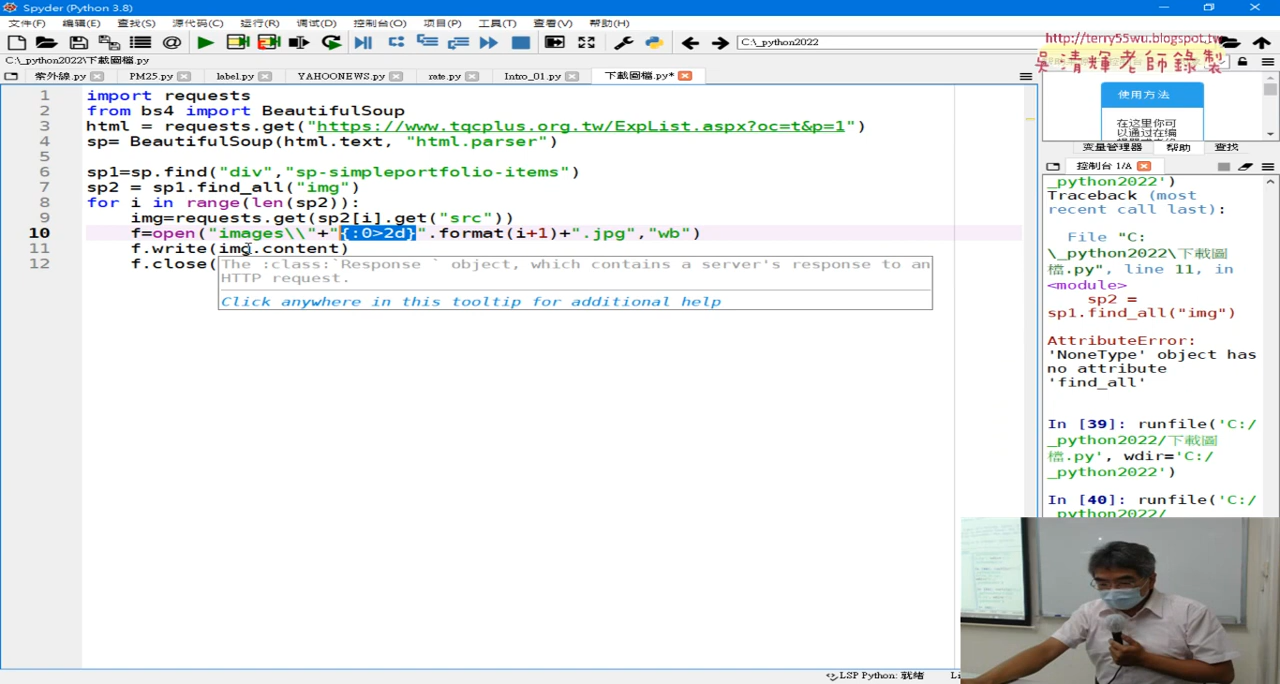 Spyder (Python 3.8)
文件(F) 编辑(E) 查找(S) 源代码(C) 运行(R) 调试(D) 控制台(O) 项目(P) 工具(T) 查看(V) 帮助(H)
C:\_python2022
http://terry55wu.blogspot.tw
吳清輝老師錄製
C:\_python2022\下載圖檔.py
紫外線.py PM25.py label.py YAHOONEWS.py rate.py Intro_01.py 下載圖檔.py*
1 import requests
2 from bs4 import BeautifulSoup
3 html = requests.get("https://www.tqcplus.org.tw/ExpList.aspx?oc=t&p=1")
4 sp= BeautifulSoup(html.text, "html.parser")
5
6 sp1=sp.find("div","sp-simpleportfolio-items")
7 sp2 = sp1.find_all("img")
8 for i in range(len(sp2)):
9 img=requests.get(sp2[i].get("src"))
10 f=open("images\\"+"{:0>2d}".format(i+1)+".jpg","wb")
11 f.write(img.content)
12 f.close(
The :class:`Response ` object, which contains a server's response to an
HTTP request.
Click anywhere in this tooltip for additional help
使用方法
在这里你可
以通过在编
变量管理器 帮助 查找
控制台 1/A
_python2022')
Traceback (most
recent call last):
File "C:
\_python2022\下載圖
檔.py", line 11, in
<module>
sp2 =
sp1.find_all("img")
AttributeError:
'NoneType' object has
no attribute
'find_all'
In [39]: runfile('C:/
_python2022/下載圖
檔.py', wdir='C:/
_python2022')
In [40]: runfile('C:/
_python2022/
LSP Python: 就绪